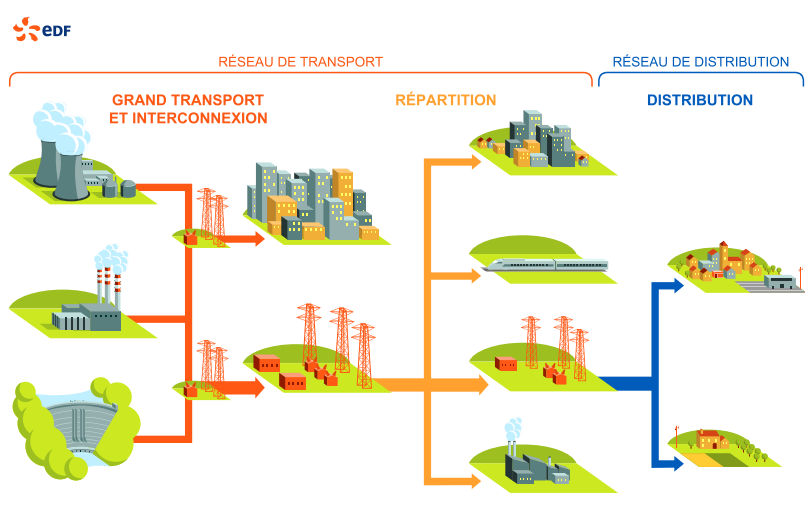 eDF
RÉSEAU DE TRANSPORT
RÉSEAU DE DISTRIBUTION
GRAND TRANSPORT
ET INTERCONNEXION
RÉPARTITION
DISTRIBUTION